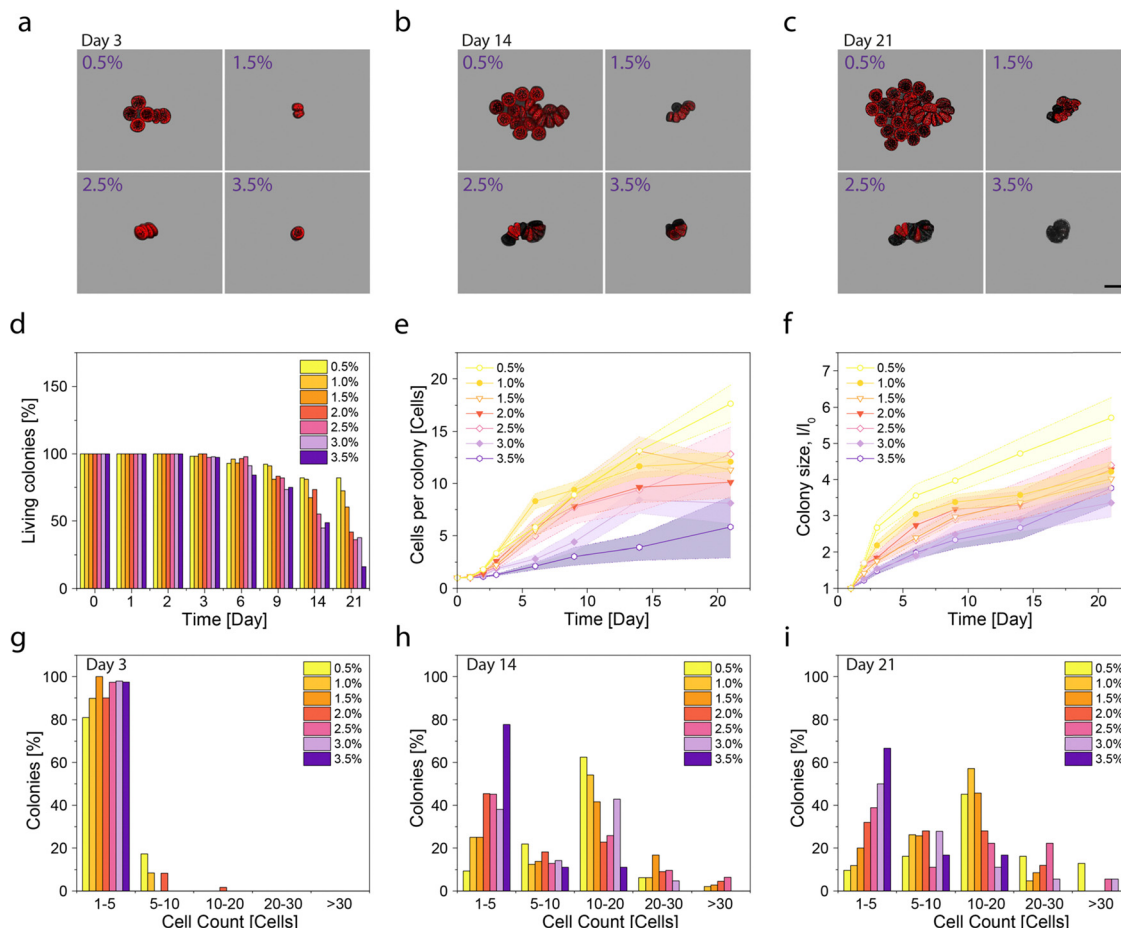 a
Day 3
0.5%
1.5%
2.5%
3.5%
b
Day 14
0.5%
1.5%
2.5%
3.5%
c
Day 21
0.5%
1.5%
2.5%
3.5%
d
Living colonies [%]
150
100
50
0
0 1 2 3 6 9 14 21
Time [Day]
0.5%
1.0%
1.5%
2.0%
2.5%
3.0%
3.5%
e
Cells per colony [Cells]
20
15
10
5
0
0 5 10 15 20
Time [Day]
0.5%
1.0%
1.5%
2.0%
2.5%
3.0%
3.5%
f
Colony size, I/I0
7
6
5
4
3
2
1
0 5 10 15 20
Time [Day]
0.5%
1.0%
1.5%
2.0%
2.5%
3.0%
3.5%
g
Day 3
Colonies [%]
100
80
60
40
20
0
1-5 5-10 10-20 20-30 >30
Cell Count [Cells]
0.5%
1.0%
1.5%
2.0%
2.5%
3.0%
3.5%
h
Day 14
Colonies [%]
100
80
60
40
20
0
1-5 5-10 10-20 20-30 >30
Cell Count [Cells]
0.5%
1.0%
1.5%
2.0%
2.5%
3.0%
3.5%
i
Day 21
Colonies [%]
100
80
60
40
20
0
1-5 5-10 10-20 20-30 >30
Cell Count [Cells]
0.5%
1.0%
1.5%
2.0%
2.5%
3.0%
3.5%